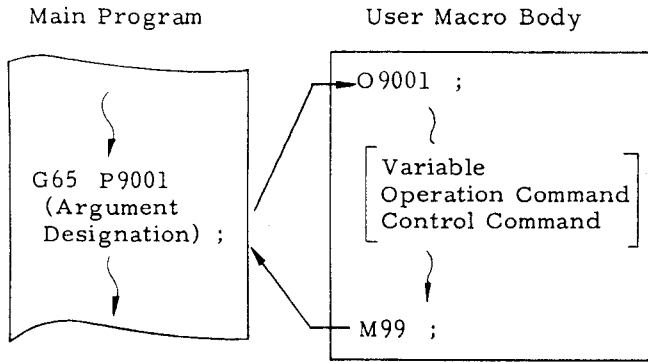 Main Program
User Macro Body
G65 P9001
(Argument
Designation) ;
O9001 ;
Variable
Operation Command
Control Command
M99 ;